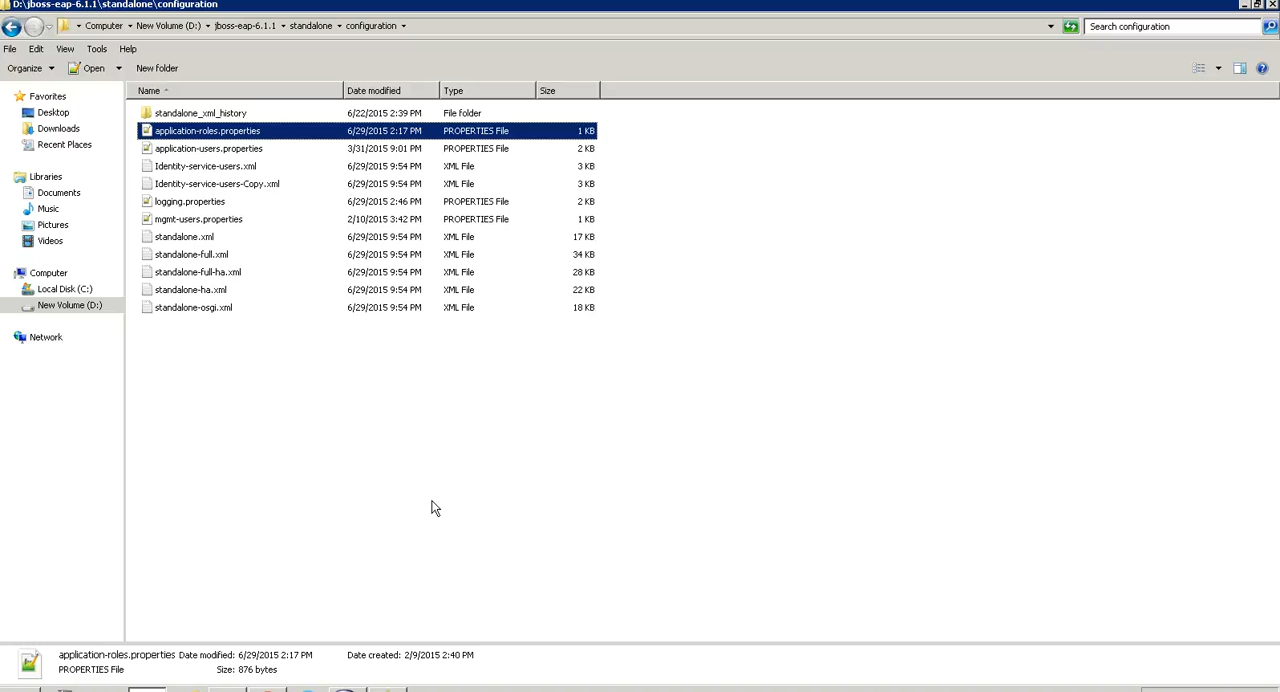 D:\jboss-eap-6.1.1\standalone\configuration
Computer New Volume (D:) jboss-eap-6.1.1 standalone configuration
Search configuration
File Edit View Tools Help
Organize Open New folder
Name Date modified Type Size
Favorites
Desktop
Downloads
Recent Places
Libraries
Documents
Music
Pictures
Videos
Computer
Local Disk (C:)
New Volume (D:)
Network
standalone_xml_history 6/22/2015 2:39 PM File folder
application-roles.properties 6/29/2015 2:17 PM PROPERTIES File 1 KB
application-users.properties 3/31/2015 9:01 PM PROPERTIES File 2 KB
Identity-service-users.xml 6/29/2015 9:54 PM XML File 3 KB
Identity-service-users-Copy.xml 6/29/2015 9:54 PM XML File 3 KB
logging.properties 6/29/2015 2:46 PM PROPERTIES File 2 KB
mgmt-users.properties 2/10/2015 3:42 PM PROPERTIES File 1 KB
standalone.xml 6/29/2015 9:54 PM XML File 17 KB
standalone-full.xml 6/29/2015 9:54 PM XML File 34 KB
standalone-full-ha.xml 6/29/2015 9:54 PM XML File 28 KB
standalone-ha.xml 6/29/2015 9:54 PM XML File 22 KB
standalone-osgi.xml 6/29/2015 9:54 PM XML File 18 KB
application-roles.properties Date modified: 6/29/2015 2:17 PM Date created: 2/9/2015 2:40 PM
PROPERTIES File Size: 876 bytes